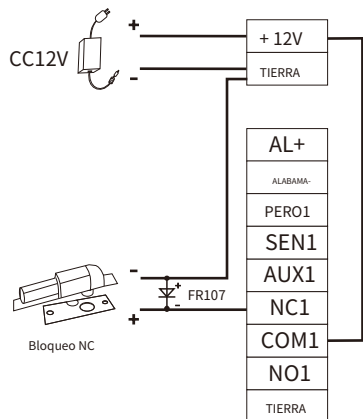 +
CC12V
-
+ 12V
TIERRA
AL+
ALABAMA-
PERO1
SEN1
AUX1
NC1
COM1
NO1
TIERRA
-
+
FR107
-
+
Bloqueo NC